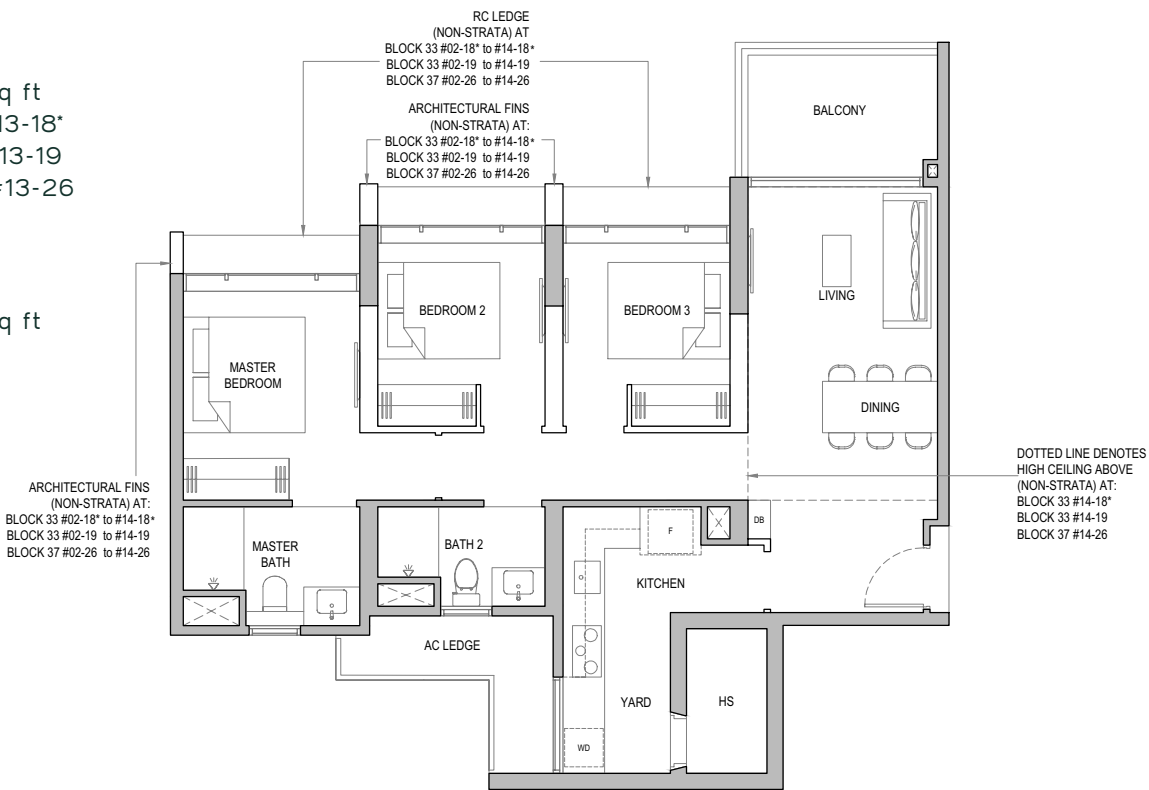 q ft
13-18*
13-19
#13-26
q ft
RC LEDGE
(NON-STRATA) AT
BLOCK 33 #02-18* to #14-18*
BLOCK 33 #02-19 to #14-19
BLOCK 37 #02-26 to #14-26
ARCHITECTURAL FINS
(NON-STRATA) AT:
BLOCK 33 #02-18* to #14-18*
BLOCK 33 #02-19 to #14-19
BLOCK 37 #02-26 to #14-26
BALCONY
LIVING
BEDROOM 2
BEDROOM 3
MASTER
BEDROOM
DINING
DOTTED LINE DENOTES
HIGH CEILING ABOVE
(NON-STRATA) AT:
BLOCK 33 #14-18*
BLOCK 33 #14-19
BLOCK 37 #14-26
ARCHITECTURAL FINS
(NON-STRATA) AT:
BLOCK 33 #02-18* to #14-18*
BLOCK 33 #02-19 to #14-19
BLOCK 37 #02-26 to #14-26
MASTER
BATH
BATH 2
F
DB
KITCHEN
AC LEDGE
YARD
HS
WD